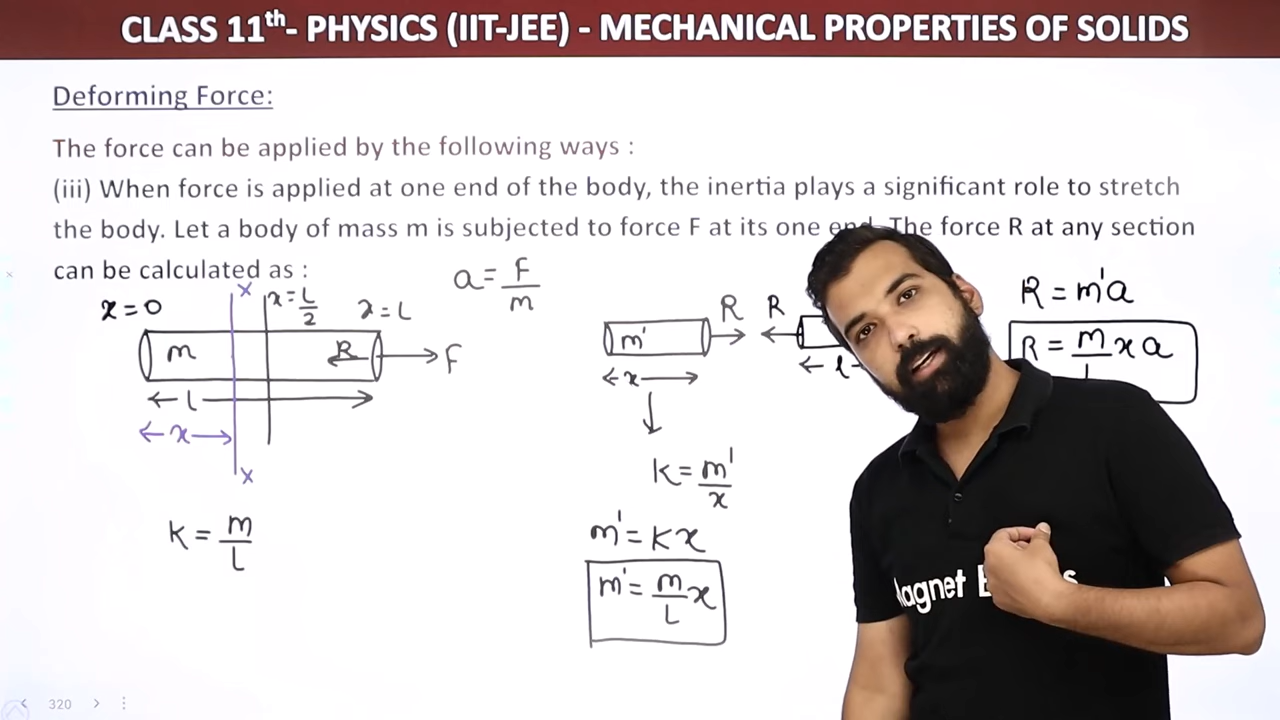 CLASS 11th- PHYSICS (IIT-JEE) - MECHANICAL PROPERTIES OF SOLIDS
Deforming Force:
The force can be applied by the following ways :
(iii) When force is applied at one end of the body, the inertia plays a significant role to stretch
the body. Let a body of mass m is subjected to force F at its one end. The force R at any section
can be calculated as :
x = 0
x
x = L/2
x = L
a = F/m
m
R
F
L
x
x
K = m/L
m'
R
R
x
K = m'/x
m' = Kx
m' = m/L x
R = m'a
R = m/L x a
320